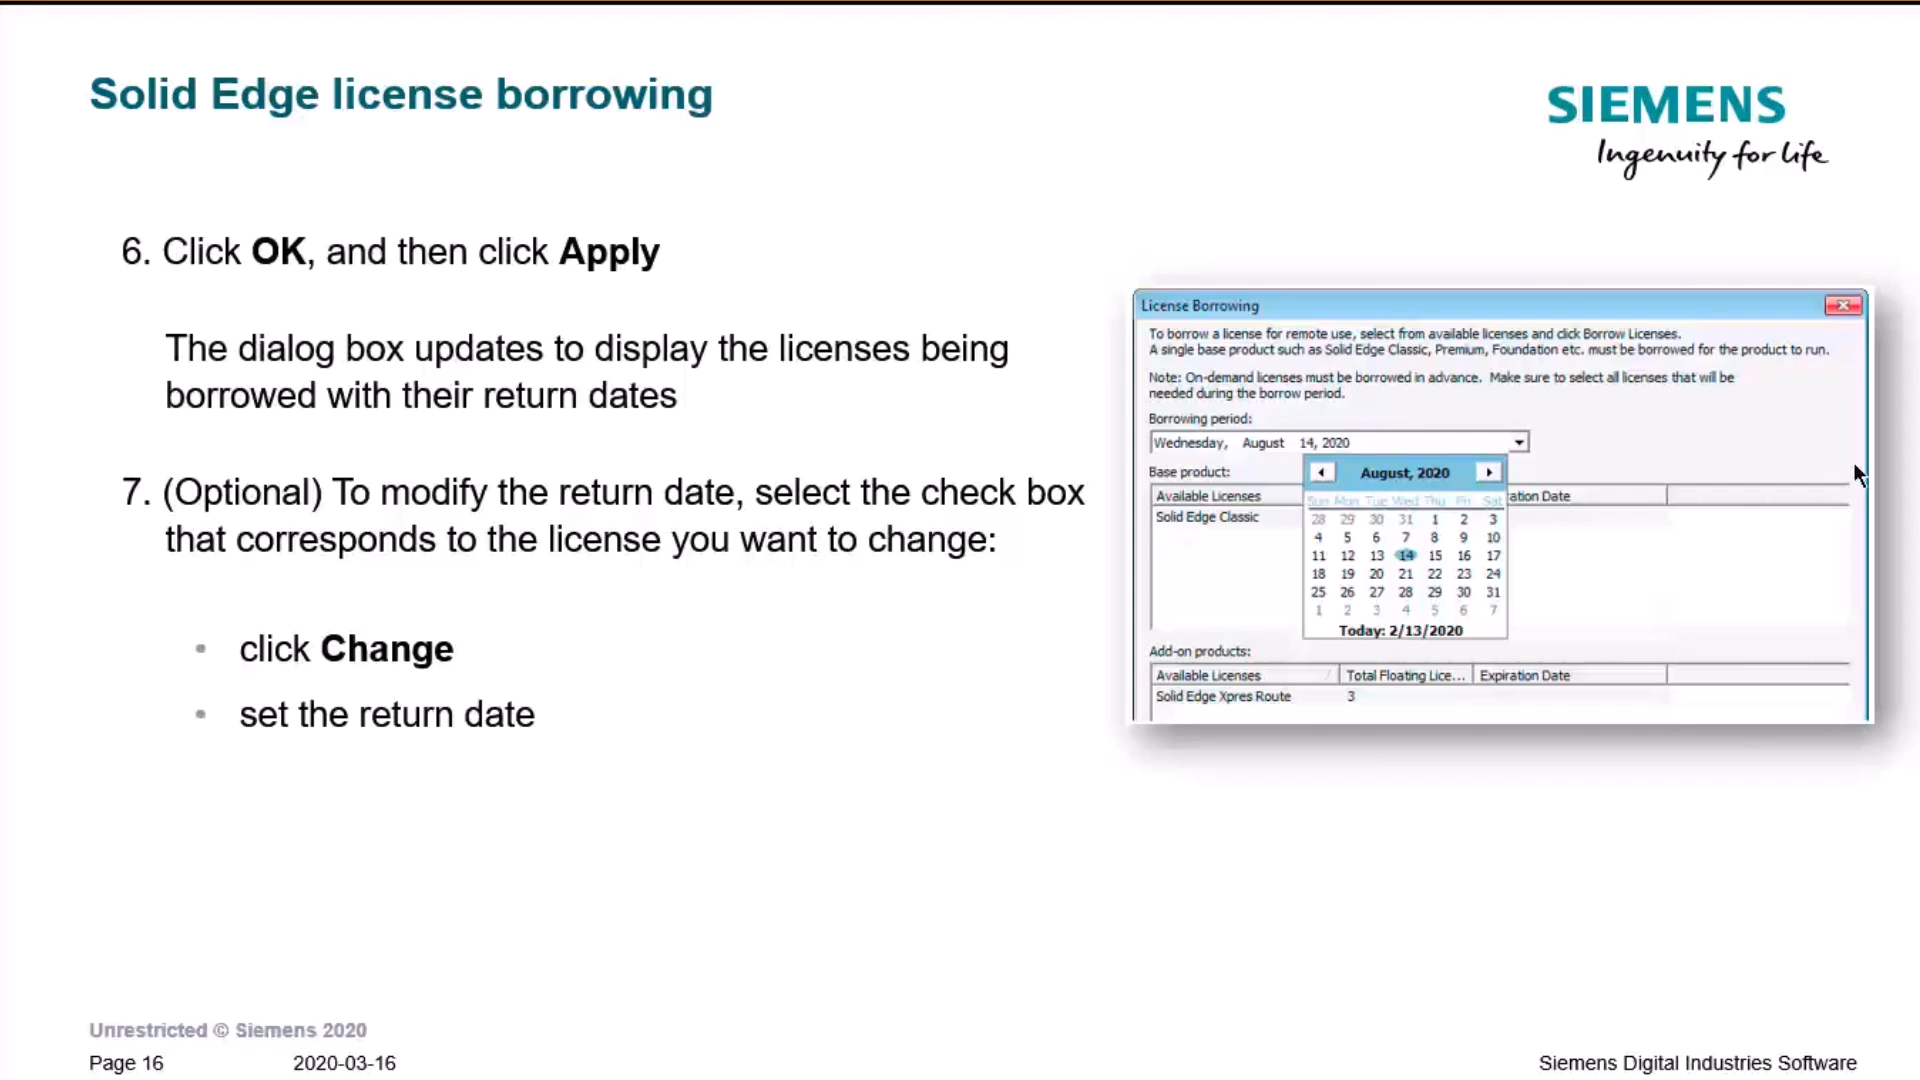 Solid Edge license borrowing
SIEMENS
Ingenuity for life
6. Click OK, and then click Apply
The dialog box updates to display the licenses being
borrowed with their return dates
7. (Optional) To modify the return date, select the check box
that corresponds to the license you want to change:
• click Change
• set the return date
License Borrowing
To borrow a license for remote use, select from available licenses and click Borrow Licenses.
A single base product such as Solid Edge Classic, Premium, Foundation etc. must be borrowed for the product to run.
Note: On-demand licenses must be borrowed in advance. Make sure to select all licenses that will be
needed during the borrow period.
Borrowing period:
Wednesday, August 14, 2020
Base product:
August, 2020
Available Licenses
ation Date
Sun Mon Tue Wed Thu Fri Sat
Solid Edge Classic
28 29 30 31 1 2 3
4 5 6 7 8 9 10
11 12 13 14 15 16 17
18 19 20 21 22 23 24
25 26 27 28 29 30 31
1 2 3 4 5 6 7
Today: 2/13/2020
Add-on products:
Available Licenses / Total Floating Lice... Expiration Date
Solid Edge Xpres Route 3
Unrestricted © Siemens 2020
Page 16 2020-03-16
Siemens Digital Industries Software